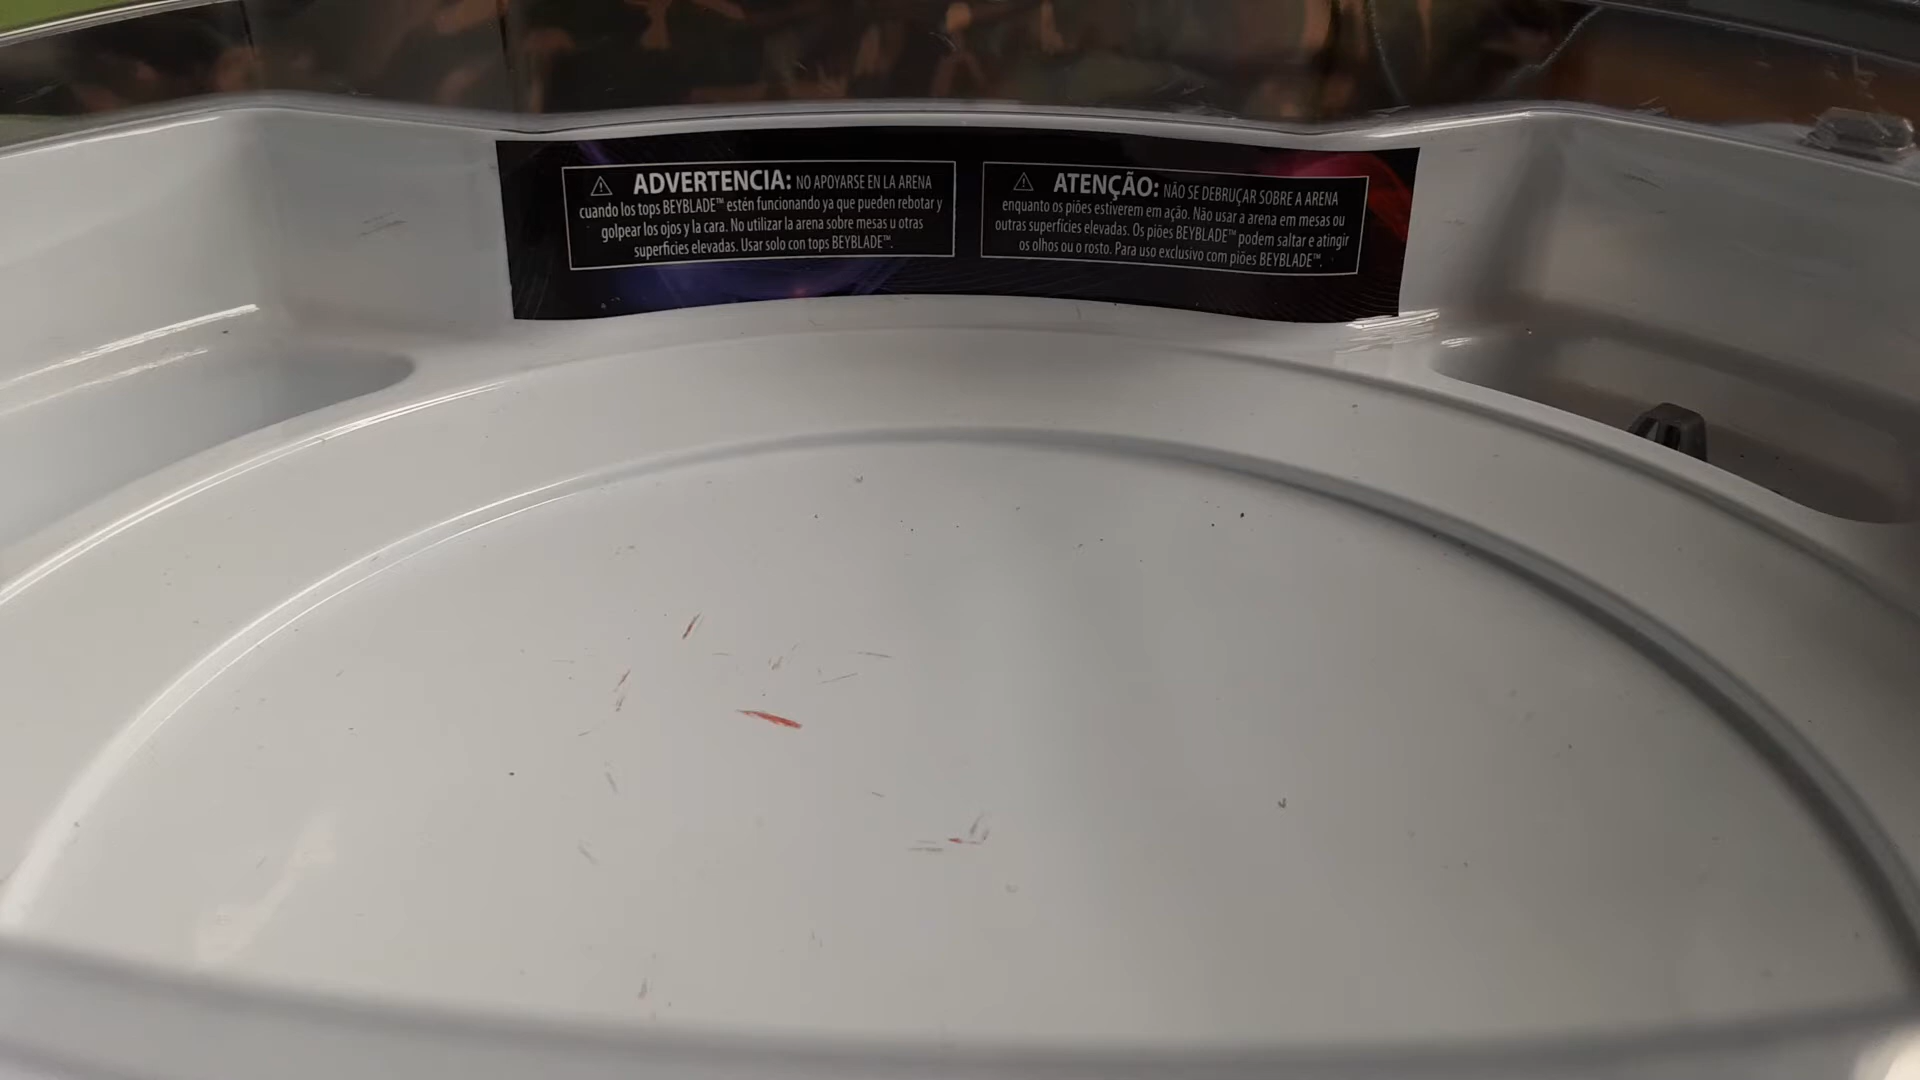 ADVERTENCIA: NO APOYARSE EN LA ARENA
cuando los tops BEYBLADE™ estén funcionando ya que pueden rebotar y
golpear los ojos y la cara. No utilizar la arena sobre mesas u otras
superficies elevadas. Usar solo con tops BEYBLADE™.
ATENÇÃO: NÃO SE DEBRUÇAR SOBRE A ARENA
enquanto os piões estiverem em ação. Não usar a arena em mesas ou
outras superfícies elevadas. Os piões BEYBLADE™ podem saltar e atingir
os olhos ou o rosto. Para uso exclusivo com piões BEYBLADE™.